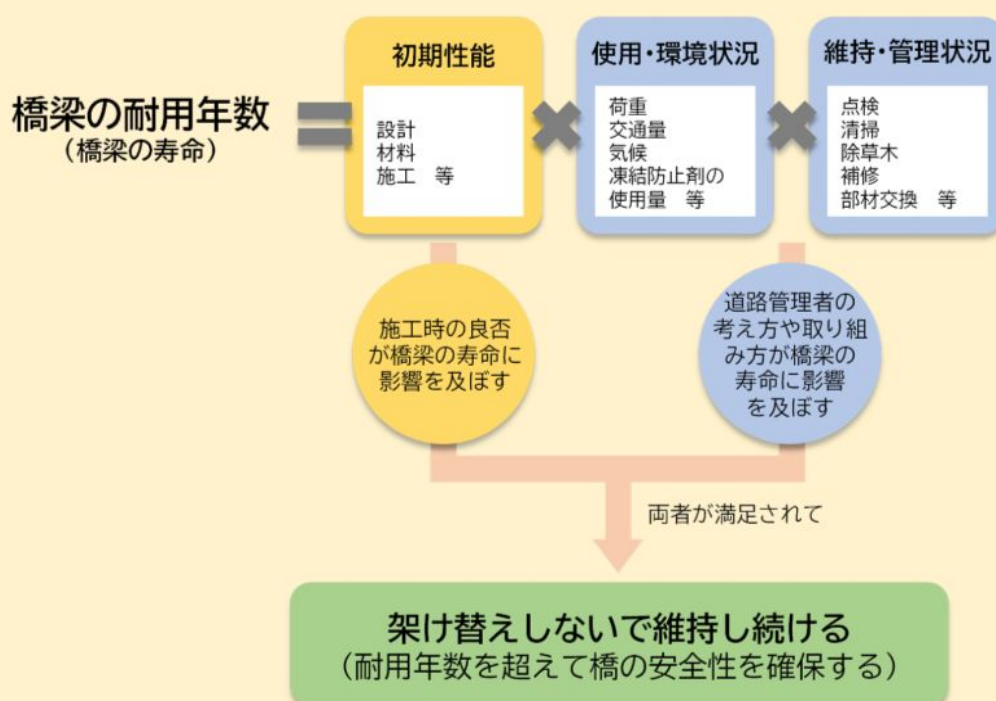 橋梁の耐用年数
(橋梁の寿命)
=
初期性能
設計
材料
施工 等
×
使用・環境状況
荷重
交通量
気候
凍結防止剤の
使用量 等
×
維持・管理状況
点検
清掃
除草木
補修
部材交換 等
施工時の良否
が橋梁の寿命に
影響を及ぼす
道路管理者の
考え方や取り組
み方が橋梁の
寿命に影響
を及ぼす
両者が満足されて
架け替えしないで維持し続ける
(耐用年数を超えて橋の安全性を確保する)